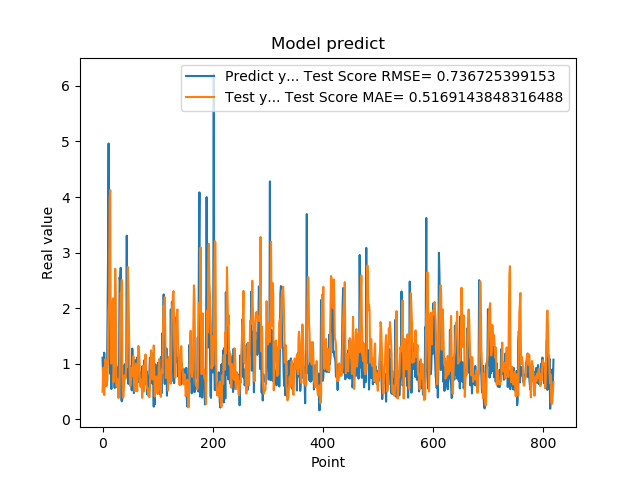 Model predict
Predict y... Test Score RMSE= 0.736725399153
Test y... Test Score MAE= 0.5169143848316488
Real value
6
5
4
3
2
1
0
0 200 400 600 800
Point